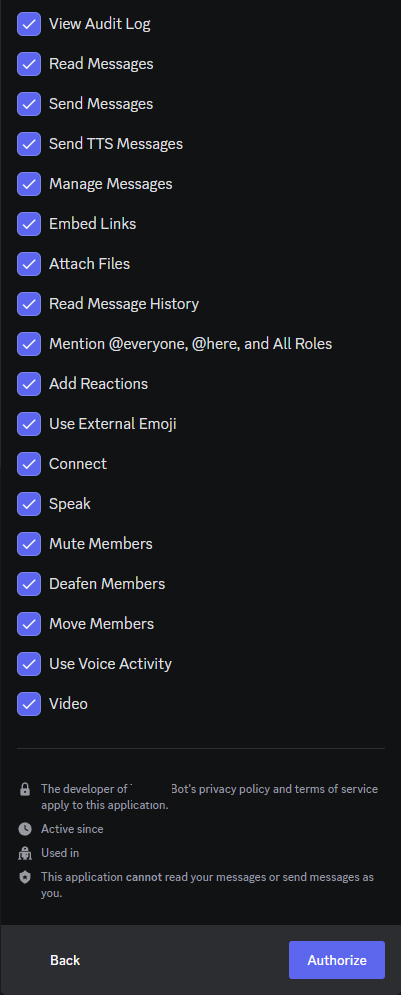 View Audit Log
Read Messages
Send Messages
Send TTS Messages
Manage Messages
Embed Links
Attach Files
Read Message History
Mention @everyone, @here, and All Roles
Add Reactions
Use External Emoji
Connect
Speak
Mute Members
Deafen Members
Move Members
Use Voice Activity
Video
The developer of Bot's privacy policy and terms of service
apply to this application.
Active since
Used in
This application cannot read your messages or send messages as
you.
Back
Authorize